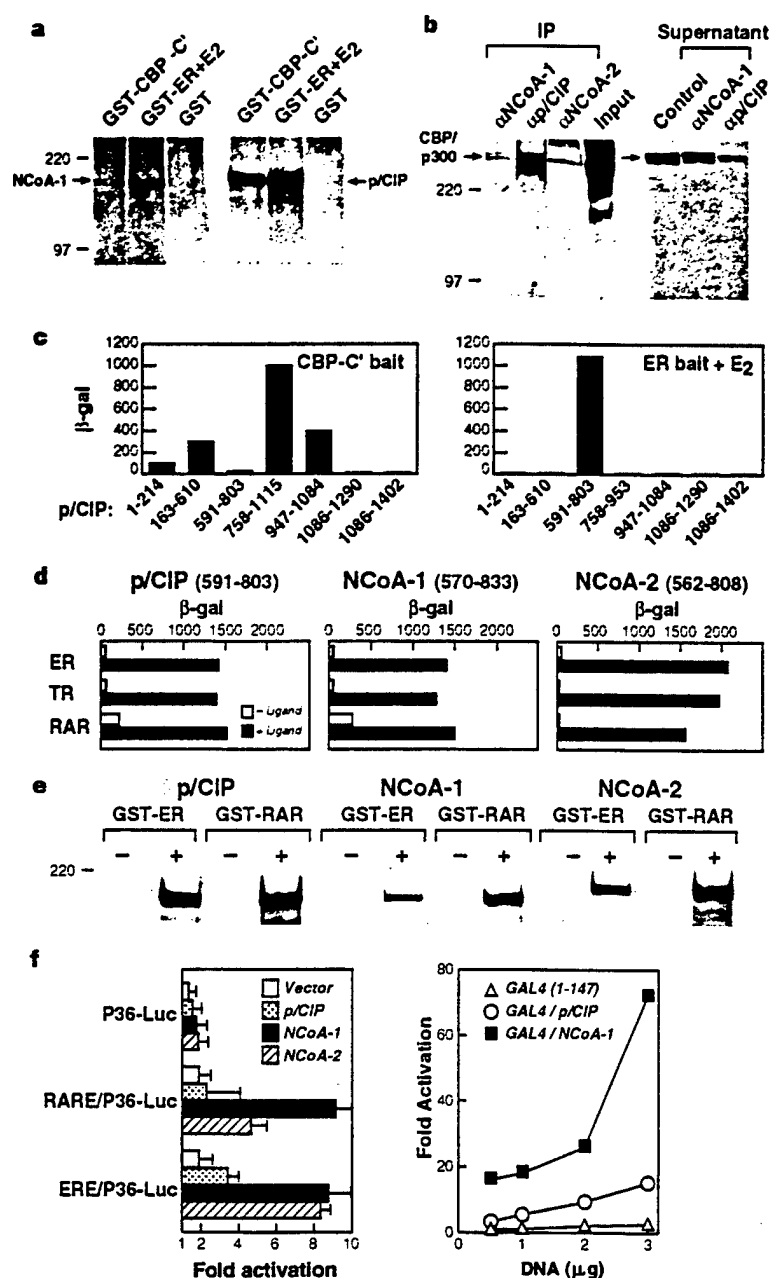 a
GST-CBP-C'
GST-ER+E2
GST
GST-CBP-C'
GST-ER+E2
GST
220
NCoA-1
p/CIP
97
b
IP
Supernatant
αNCoA-1
αp/CIP
αNCoA-2
Input
Control
αNCoA-1
αp/CIP
CBP/
p300
220
97
c
1200
1000
800
600
400
200
0
β-gal
CBP-C' bait
1200
1000
800
600
400
200
0
ER bait + E2
p/CIP:
1-214
163-610
591-803
758-1115
947-1084
1086-1290
1086-1402
1-214
163-610
591-803
758-953
947-1084
1086-1290
1086-1402
d
p/CIP (591-803)
NCoA-1 (570-833)
NCoA-2 (562-808)
β-gal
β-gal
β-gal
0 500 1000 2000
0 500 1000 2000
0 500 1000 2000
ER
TR
RAR
- Ligand
+ Ligand
e
p/CIP
NCoA-1
NCoA-2
GST-ER GST-RAR GST-ER GST-RAR GST-ER GST-RAR
– + – + – + – + – + – +
220
f
P36-Luc
RARE/P36-Luc
ERE/P36-Luc
Vector
p/CIP
NCoA-1
NCoA-2
1 2 4 6 8 10
Fold activation
80
60
40
20
0
Fold Activation
GAL4 (1-147)
GAL4 / p/CIP
GAL4 / NCoA-1
0 1 2 3
DNA (μg)